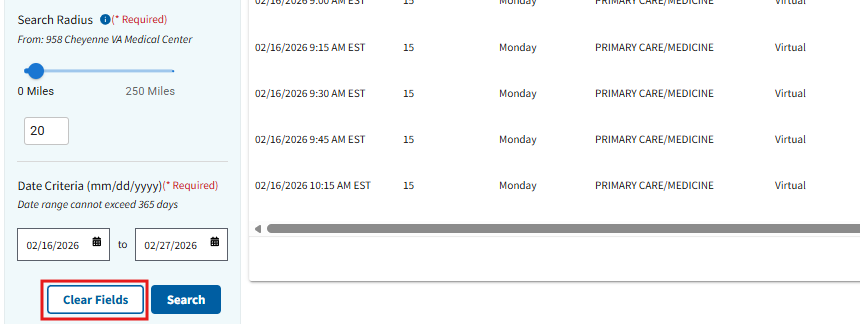 Search Radius (* Required)
From: 958 Cheyenne VA Medical Center
0 Miles 250 Miles
20
Date Criteria (mm/dd/yyyy)(* Required)
Date range cannot exceed 365 days
02/16/2026 to 02/27/2026
Clear Fields Search
02/16/2026 9:00 AM EST 15 Monday PRIMARY CARE/MEDICINE Virtual
02/16/2026 9:15 AM EST 15 Monday PRIMARY CARE/MEDICINE Virtual
02/16/2026 9:30 AM EST 15 Monday PRIMARY CARE/MEDICINE Virtual
02/16/2026 9:45 AM EST 15 Monday PRIMARY CARE/MEDICINE Virtual
02/16/2026 10:15 AM EST 15 Monday PRIMARY CARE/MEDICINE Virtual